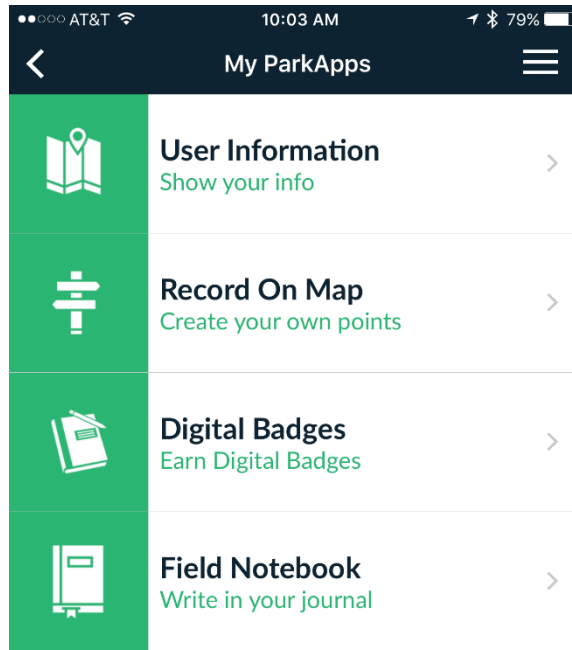 AT&T 10:03 AM 79%
My ParkApps
User Information
Show your info
Record On Map
Create your own points
Digital Badges
Earn Digital Badges
Field Notebook
Write in your journal